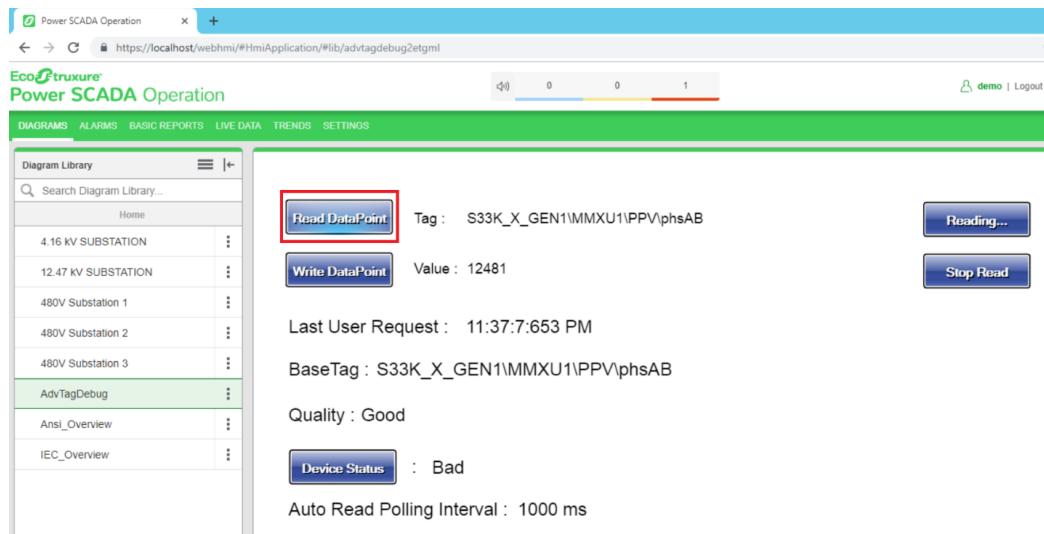 Power SCADA Operation
https://localhost/webhmi/#HmiApplication/#lib/advtagdebug2etgml
EcoStruxure
Power SCADA Operation
0 0 1
demo | Logout
DIAGRAMS ALARMS BASIC REPORTS LIVE DATA TRENDS SETTINGS
Diagram Library
Search Diagram Library...
Home
4.16 kV SUBSTATION
12.47 kV SUBSTATION
480V Substation 1
480V Substation 2
480V Substation 3
AdvTagDebug
Ansi_Overview
IEC_Overview
Read DataPoint Tag : S33K_X_GEN1\MMXU1\PPV\phsAB Reading...
Write DataPoint Value : 12481 Stop Read
Last User Request : 11:37:7:653 PM
BaseTag : S33K_X_GEN1\MMXU1\PPV\phsAB
Quality : Good
Device Status : Bad
Auto Read Polling Interval : 1000 ms